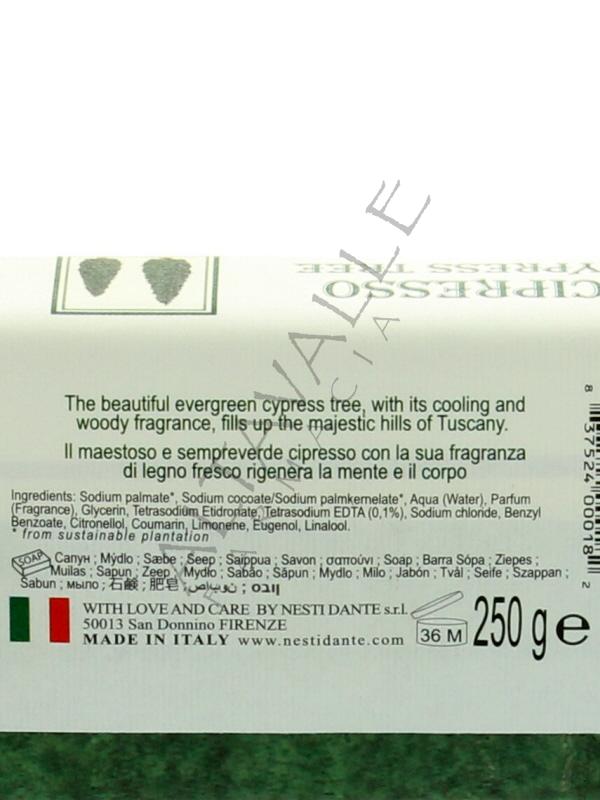 CIPRESSO
YPRESS TREE
The beautiful evergreen cypress tree, with its cooling and
woody fragrance, fills up the majestic hills of Tuscany.
Il maestoso e sempreverde cipresso con la sua fragranza
di legno fresco rigenera la mente e il corpo
Ingredients: Sodium palmate*, Sodium cocoate/Sodium palmkernelate*, Aqua (Water), Parfum
(Fragrance), Glycerin, Tetrasodium Etidronate, Tetrasodium EDTA (0,1%), Sodium chloride, Benzyl
Benzoate, Citronellol, Coumarin, Limonene, Eugenol, Linalool.
* from sustainable plantation
SOAP
Сапун ; Mýdlo ; Sæbe ; Seep ; Saippua ; Savon ; σαπούνι ; Soap ; Barra Sópa ; Ziepes ;
Muilas ; Sapun ; Zeep ; Mydło ; Sabão ; Săpun ; Mydlo ; Milo ; Jabón ; Tvål ; Seife ; Szappan ;
Sabun ; мыло ; 石鹸 ; 肥皂 ; صابون ; סבון
WITH LOVE AND CARE BY NESTI DANTE s.r.l.
50013 San Donnino FIRENZE
MADE IN ITALY www.nestidante.com
36 M
250 g e
8 37524 00018 2